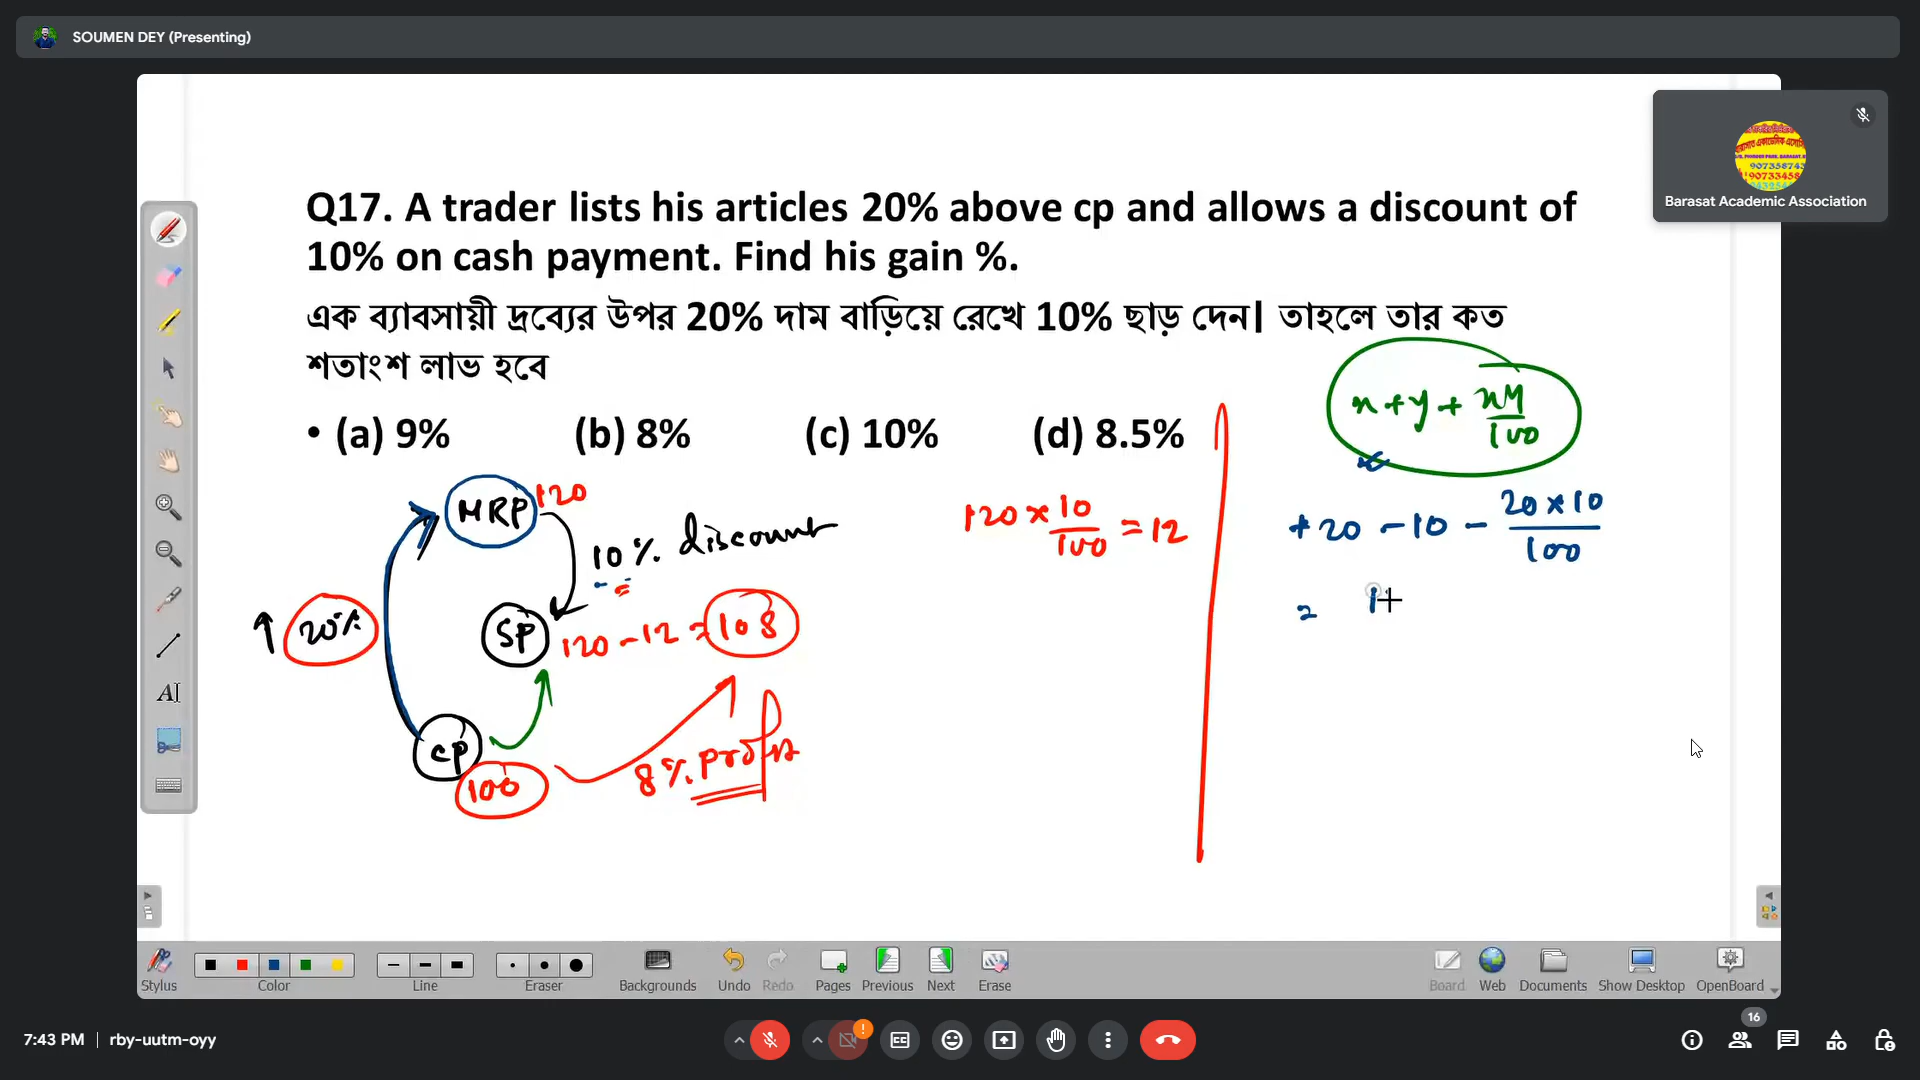 SOUMEN DEY (Presenting)
Barasat Academic Association
Q17. A trader lists his articles 20% above cp and allows a discount of
10% on cash payment. Find his gain %.
এক ব্যাবসায়ী দ্রব্যের উপর 20% দাম বাড়িয়ে রেখে 10% ছাড় দেন। তাহলে তার কত
শতাংশ লাভ হবে
• (a) 9% (b) 8% (c) 10% (d) 8.5%
x + y + xy/100
MRP 120
10% discount
120 × 10/100 = 12
+20 - 10 - 20×10/100
=
↑ 20%
SP 120 - 12 = 108
CP
100
8% profit
Stylus Color Line Eraser Backgrounds Undo Redo Pages Previous Next Erase Board Web Documents Show Desktop OpenBoard
16
7:43 PM | rby-uutm-oyy